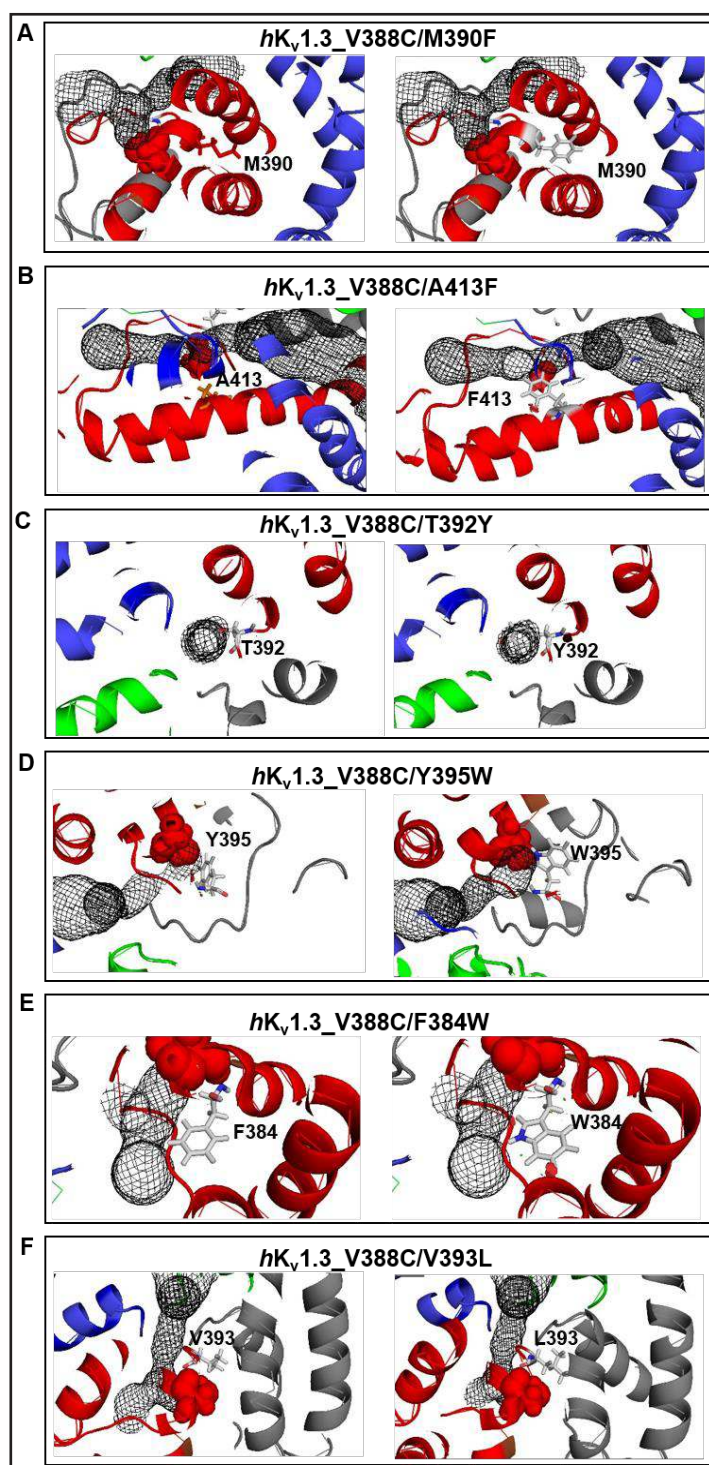 A
hKv1.3_V388C/M390F
M390
M390
B
hKv1.3_V388C/A413F
A413
F413
C
hKv1.3_V388C/T392Y
T392
Y392
D
hKv1.3_V388C/Y395W
Y395
W395
E
hKv1.3_V388C/F384W
F384
W384
F
hKv1.3_V388C/V393L
V393
L393